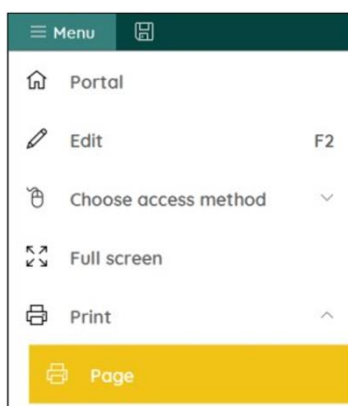 Menu
Portal
Edit F2
Choose access method
Full screen
Print
Page